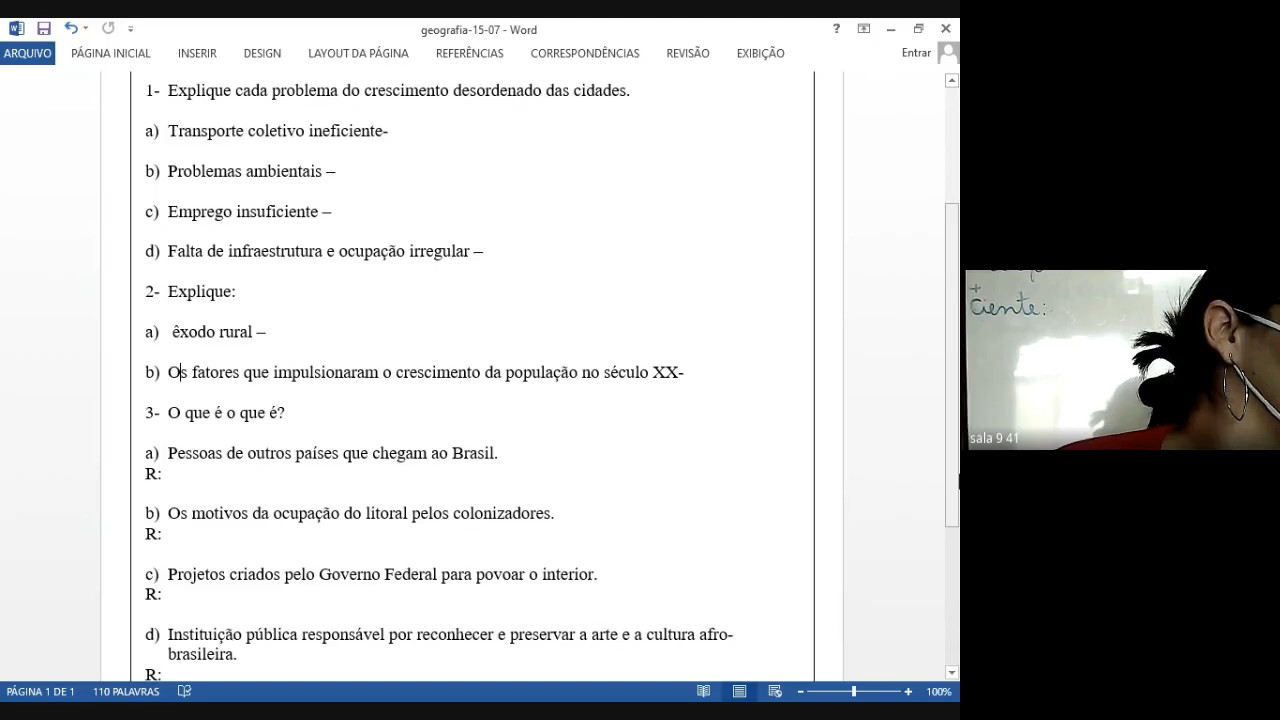 geografia-15-07 - Word
ARQUIVO PÁGINA INICIAL INSERIR DESIGN LAYOUT DA PÁGINA REFERÊNCIAS CORRESPONDÊNCIAS REVISÃO EXIBIÇÃO Entrar
1- Explique cada problema do crescimento desordenado das cidades.
a) Transporte coletivo ineficiente-
b) Problemas ambientais –
c) Emprego insuficiente –
d) Falta de infraestrutura e ocupação irregular –
2- Explique:
a) êxodo rural –
b) Os fatores que impulsionaram o crescimento da população no século XX-
3- O que é o que é?
a) Pessoas de outros países que chegam ao Brasil.
R:
b) Os motivos da ocupação do litoral pelos colonizadores.
R:
c) Projetos criados pelo Governo Federal para povoar o interior.
R:
d) Instituição pública responsável por reconhecer e preservar a arte e a cultura afro-
brasileira.
R:
PÁGINA 1 DE 1 110 PALAVRAS 100%
ciente:
sala 9 41